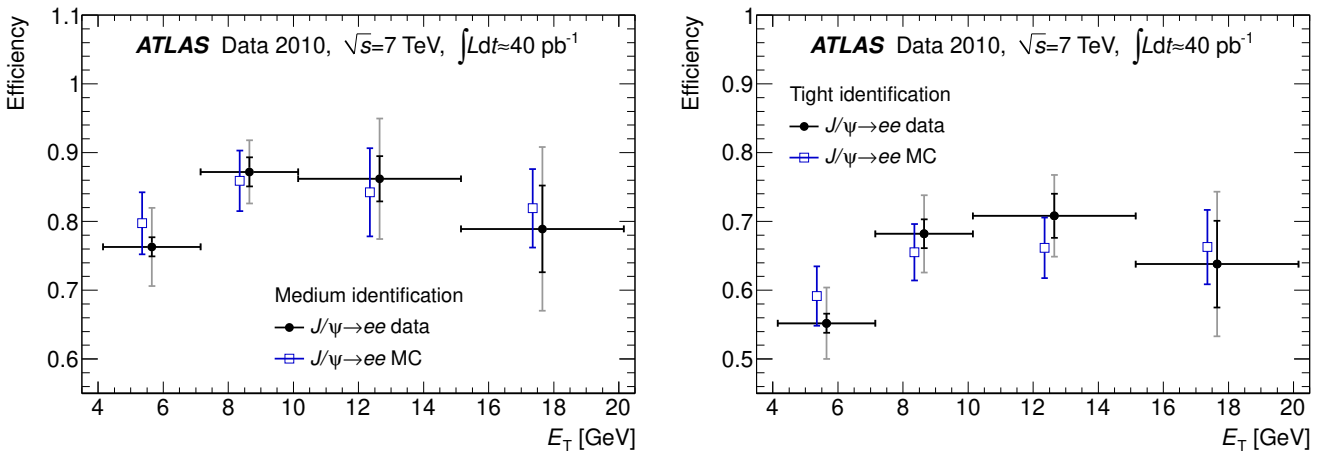 ATLAS Data 2010, √s=7 TeV, ∫Ldt≈40 pb⁻¹
Efficiency
1.1
1
0.9
0.8
0.7
0.6
Medium identification
J/ψ→ee data
J/ψ→ee MC
4 6 8 10 12 14 16 18 20
E_T [GeV]
ATLAS Data 2010, √s=7 TeV, ∫Ldt≈40 pb⁻¹
Efficiency
1
0.9
0.8
0.7
0.6
0.5
Tight identification
J/ψ→ee data
J/ψ→ee MC
4 6 8 10 12 14 16 18 20
E_T [GeV]